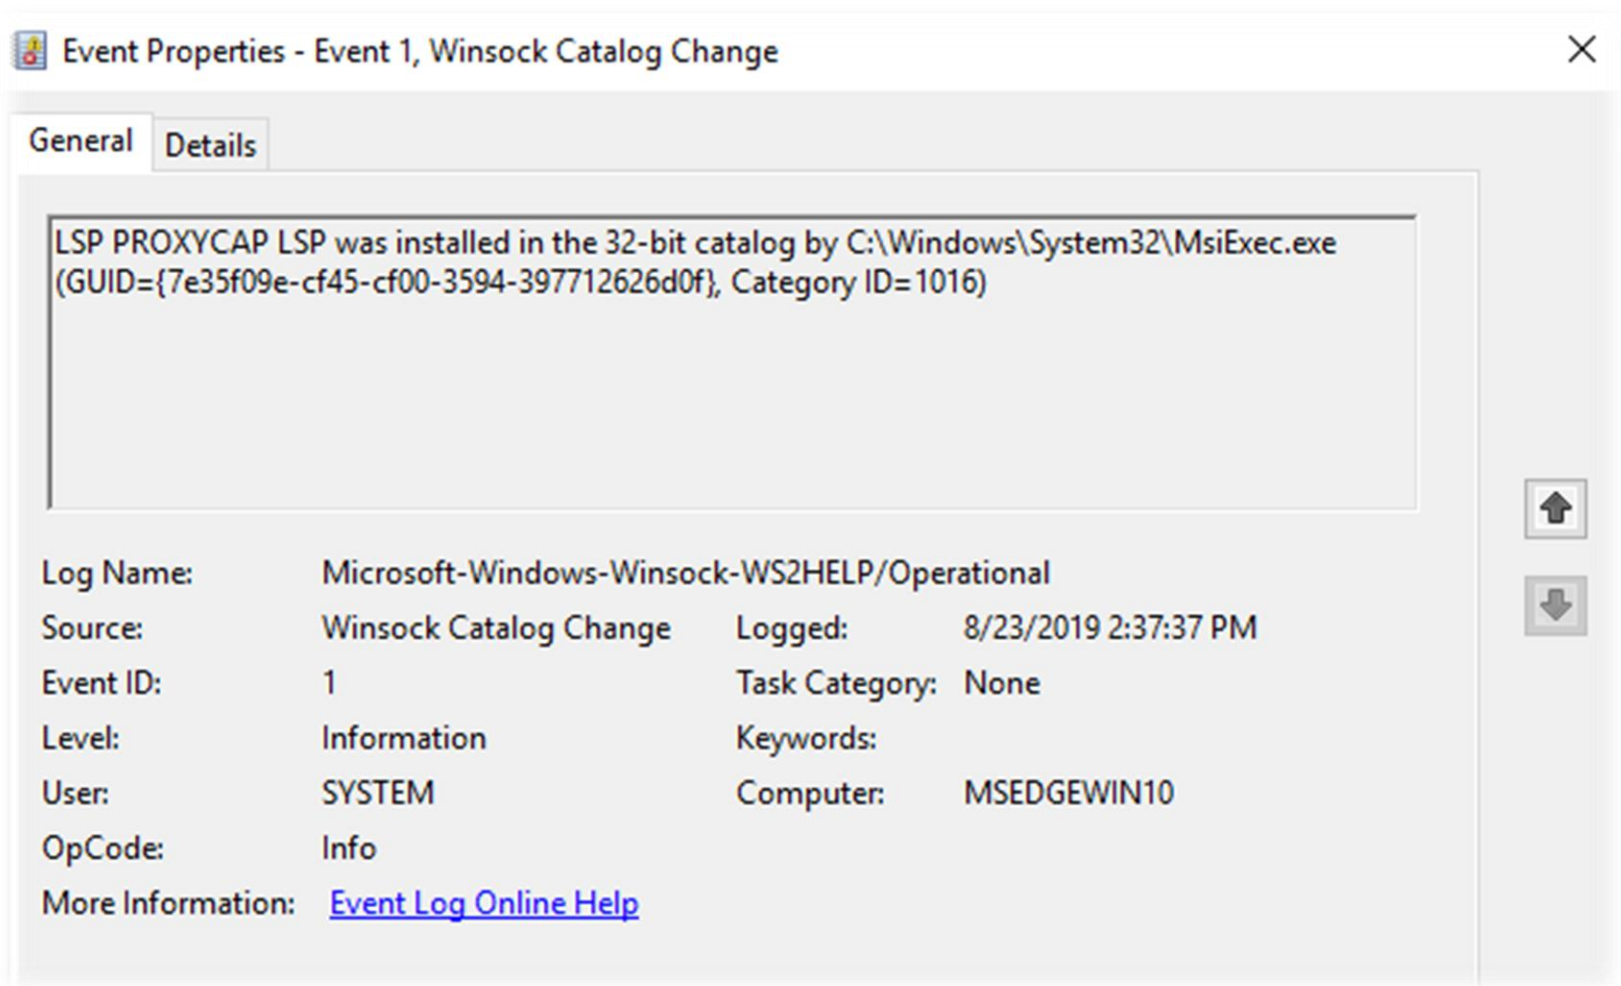 Event Properties - Event 1, Winsock Catalog Change
General Details
LSP PROXYCAP LSP was installed in the 32-bit catalog by C:\Windows\System32\MsiExec.exe
(GUID={7e35f09e-cf45-cf00-3594-397712626d0f}, Category ID=1016)
Log Name: Microsoft-Windows-Winsock-WS2HELP/Operational
Source: Winsock Catalog Change Logged: 8/23/2019 2:37:37 PM
Event ID: 1 Task Category: None
Level: Information Keywords:
User: SYSTEM Computer: MSEDGEWIN10
OpCode: Info
More Information: Event Log Online Help